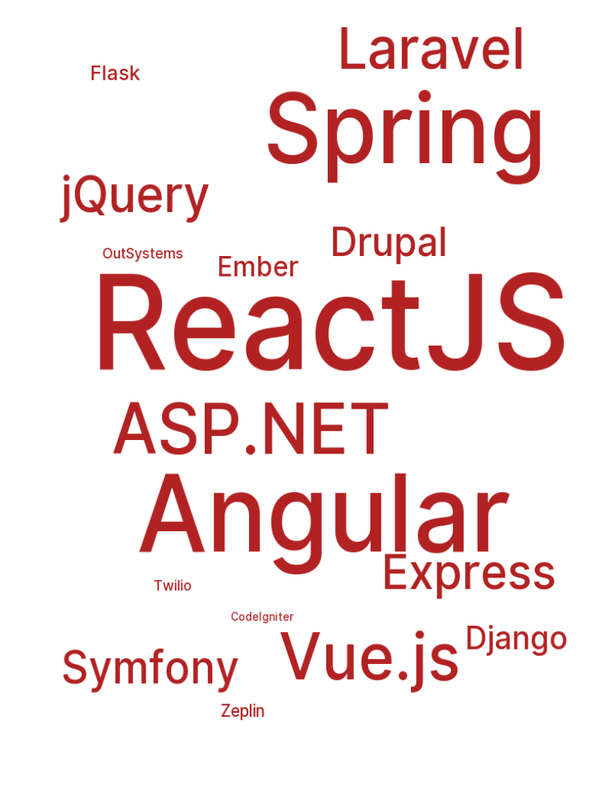 Laravel
Flask
Spring
jQuery
Drupal
OutSystems
Ember
ReactJS
ASP.NET
Angular
Express
Twilio
CodeIgniter
Django
Vue.js
Symfony
Zeplin